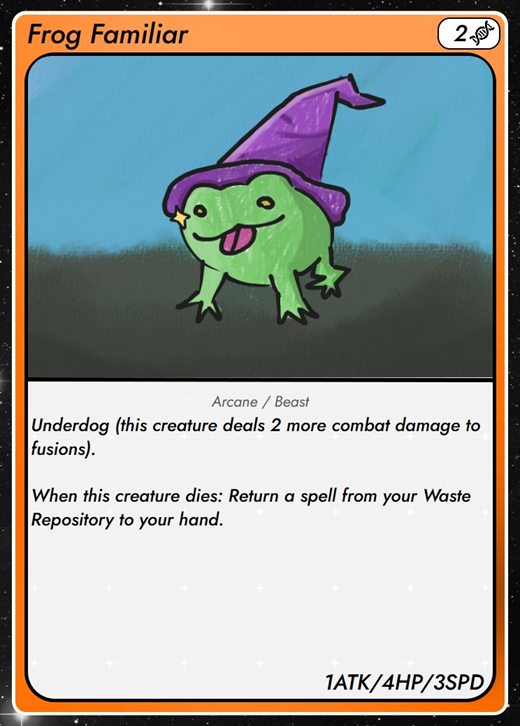 Frog Familiar
2
Arcane / Beast
Underdog (this creature deals 2 more combat damage to
fusions).
When this creature dies: Return a spell from your Waste
Repository to your hand.
1ATK/4HP/3SPD